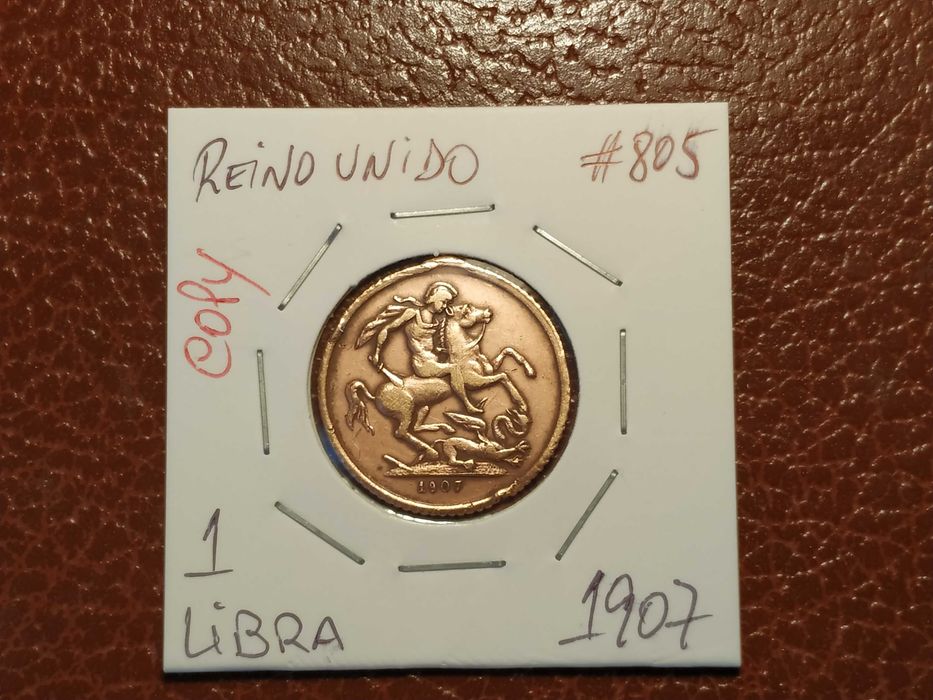 REINO UNIDO
#805
COPY
1907
1
LIBRA
1907